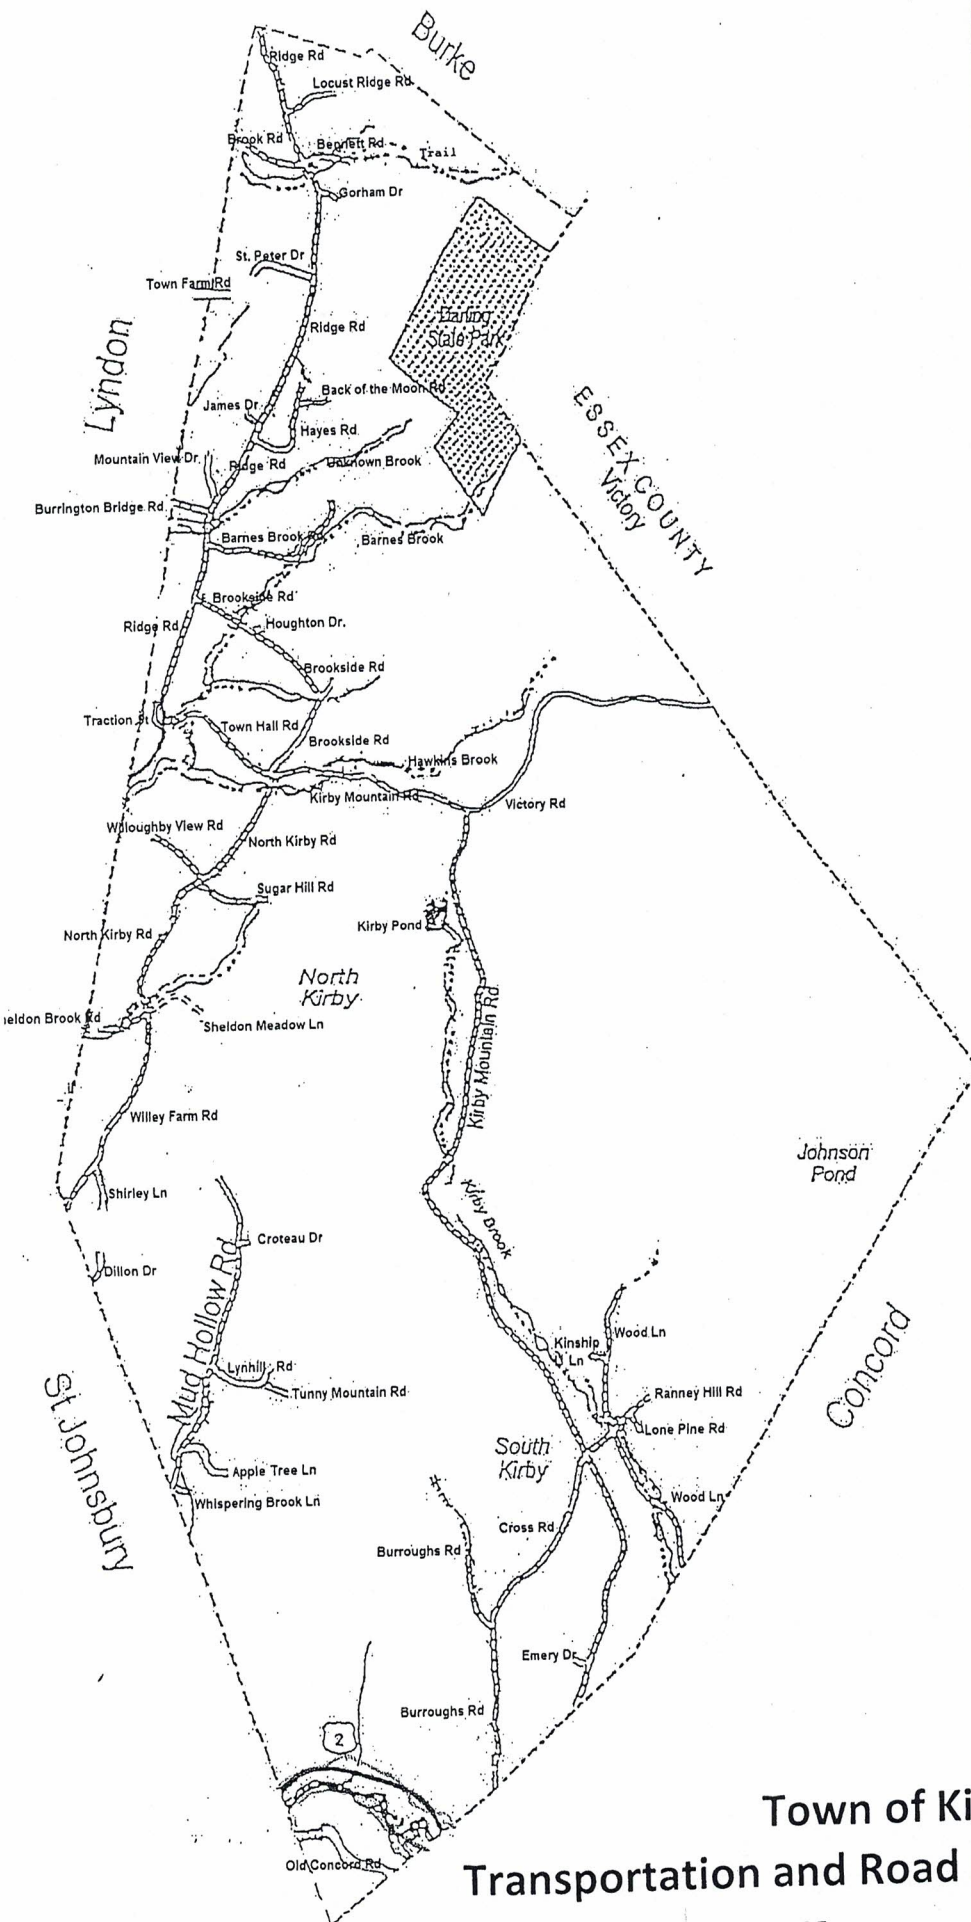 Burke
Ridge Rd
Locust Ridge Rd
Brook Rd
Bennett Rd
Trail
Gorham Dr
St. Peter Dr
Town Farm Rd
Darling
State Park
Ridge Rd
Lyndon
Back of the Moon Rd
James Dr
Hayes Rd
ESSEX COUNTY
Victory
Mountain View Dr.
Ridge Rd
Unknown Brook
Burrington Bridge Rd
Barnes Brook Rd
Barnes Brook
Brookside Rd
Houghton Dr.
Ridge Rd
Brookside Rd
Traction St
Town Hall Rd
Brookside Rd
Hawkins Brook
Kirby Mountain Rd
Victory Rd
Willoughby View Rd
North Kirby Rd
Sugar Hill Rd
Kirby Pond
North Kirby Rd
North
Kirby
heldon Brook Rd
Sheldon Meadow Ln
Kirby Mountain Rd
Willey Farm Rd
Johnson
Pond
Shirley Ln
Kirby Brook
Croteau Dr
Dillon Dr
Mud Hollow Rd
Wood Ln
Kinship
Ln
Lynhill Rd
Tunny Mountain Rd
Ranney Hill Rd
Lone Pine Rd
Concord
St Johnsbury
South
Kirby
Apple Tree Ln
Whispering Brook Ln
Wood Ln
Cross Rd
Burroughs Rd
Emery Dr
Burroughs Rd
2
Old Concord Rd
Town of Ki
Transportation and Road